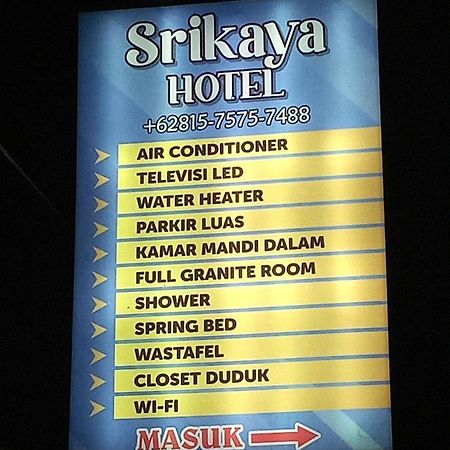 Srikaya
HOTEL
+62815-7575-7488
AIR CONDITIONER
TELEVISI LED
WATER HEATER
PARKIR LUAS
KAMAR MANDI DALAM
FULL GRANITE ROOM
SHOWER
SPRING BED
WASTAFEL
CLOSET DUDUK
WI-FI
MASUK